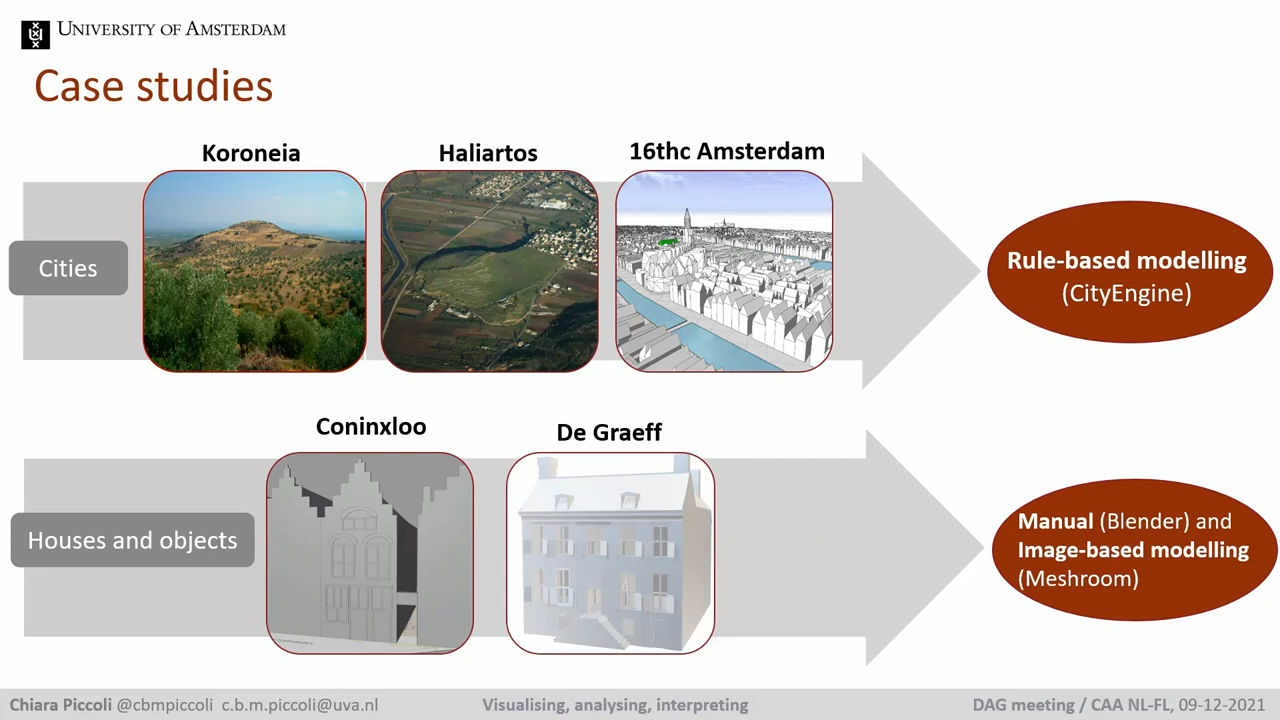 UNIVERSITY OF AMSTERDAM
Case studies
Koroneia
Haliartos
16thc Amsterdam
Cities
Rule-based modelling
(CityEngine)
Coninxloo
De Graeff
Houses and objects
Manual (Blender) and
Image-based modelling
(Meshroom)
Chiara Piccoli @cbmpiccoli c.b.m.piccoli@uva.nl
Visualising, analysing, interpreting
DAG meeting / CAA NL-FL, 09-12-2021